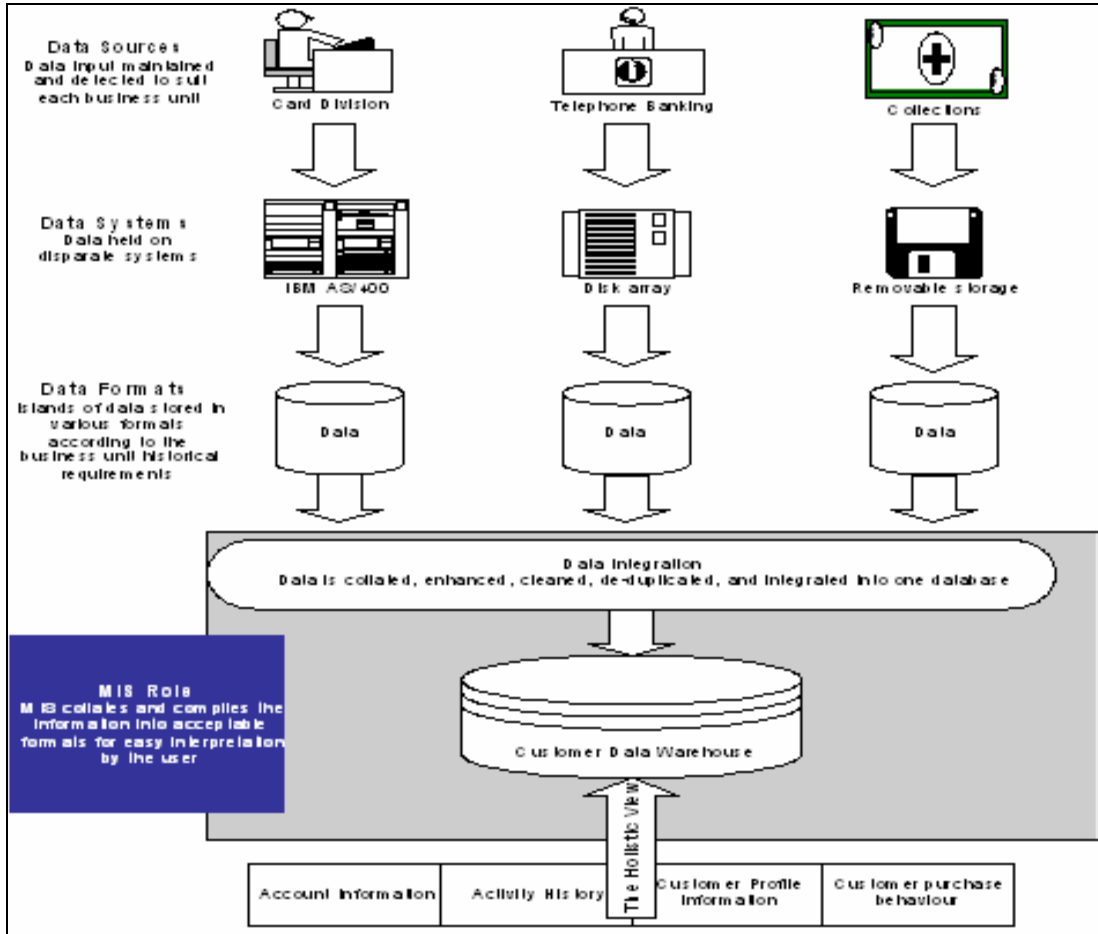 Data Sources
Data input maintained
and detected to suit
each business unit
Card Division
Telephone Banking
Collections
Data Systems
Data held on
disparate systems
IBM AS/400
Disk array
Removable storage
Data Formats
Islands of data stored in
various formats
according to the
business unit historical
requirements
Data
Data
Data
Data Integration
Data is collated, enhanced, cleaned, de-duplicated, and integrated into one database
MIS Role
MIS collates and compiles the
information into acceptable
formats for easy interpretation
by the user
Customer Data Warehouse
The Holistic View
Account Information
Activity History
Customer Profile
Information
Customer purchase
behaviour